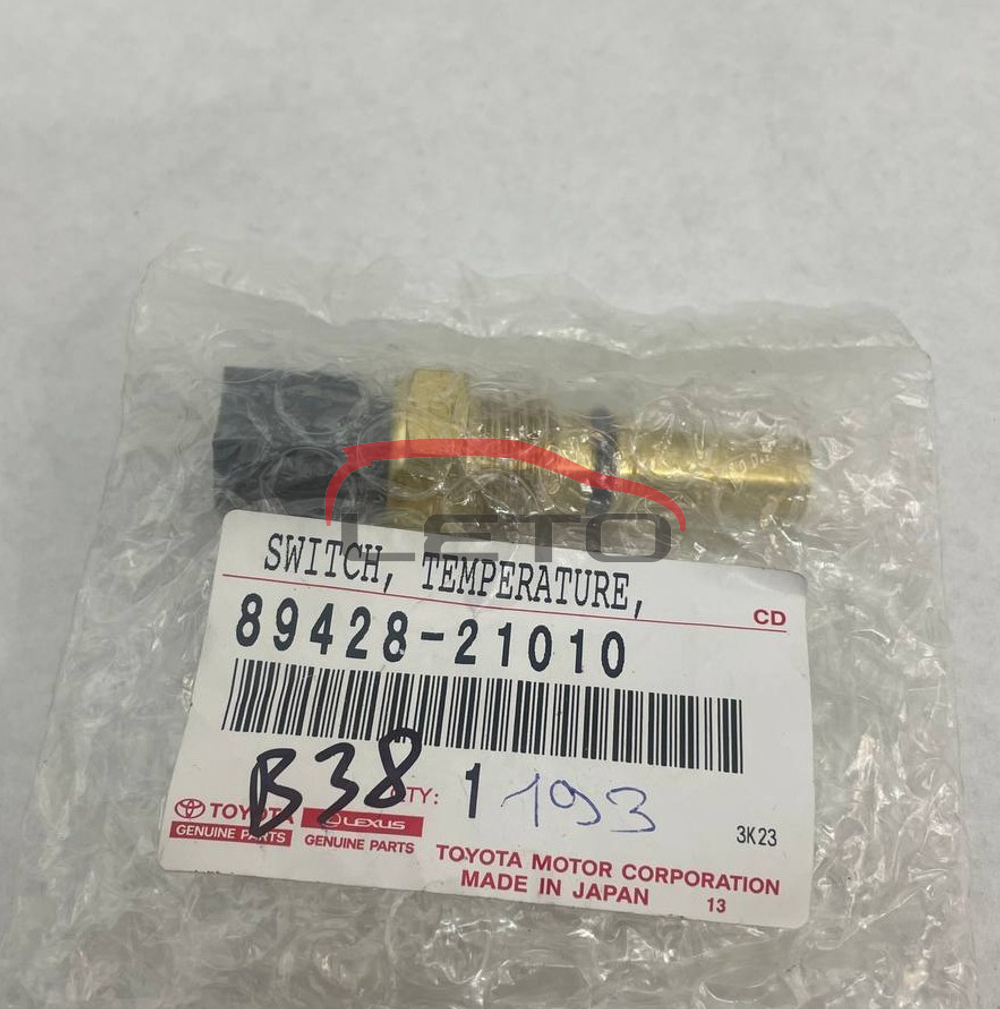 LETO
SWITCH, TEMPERATURE,
CD
89428-21010
B38
QTY: 1 193
TOYOTA
GENUINE PARTS
LEXUS
GENUINE PARTS
3K23
TOYOTA MOTOR CORPORATION
MADE IN JAPAN 13